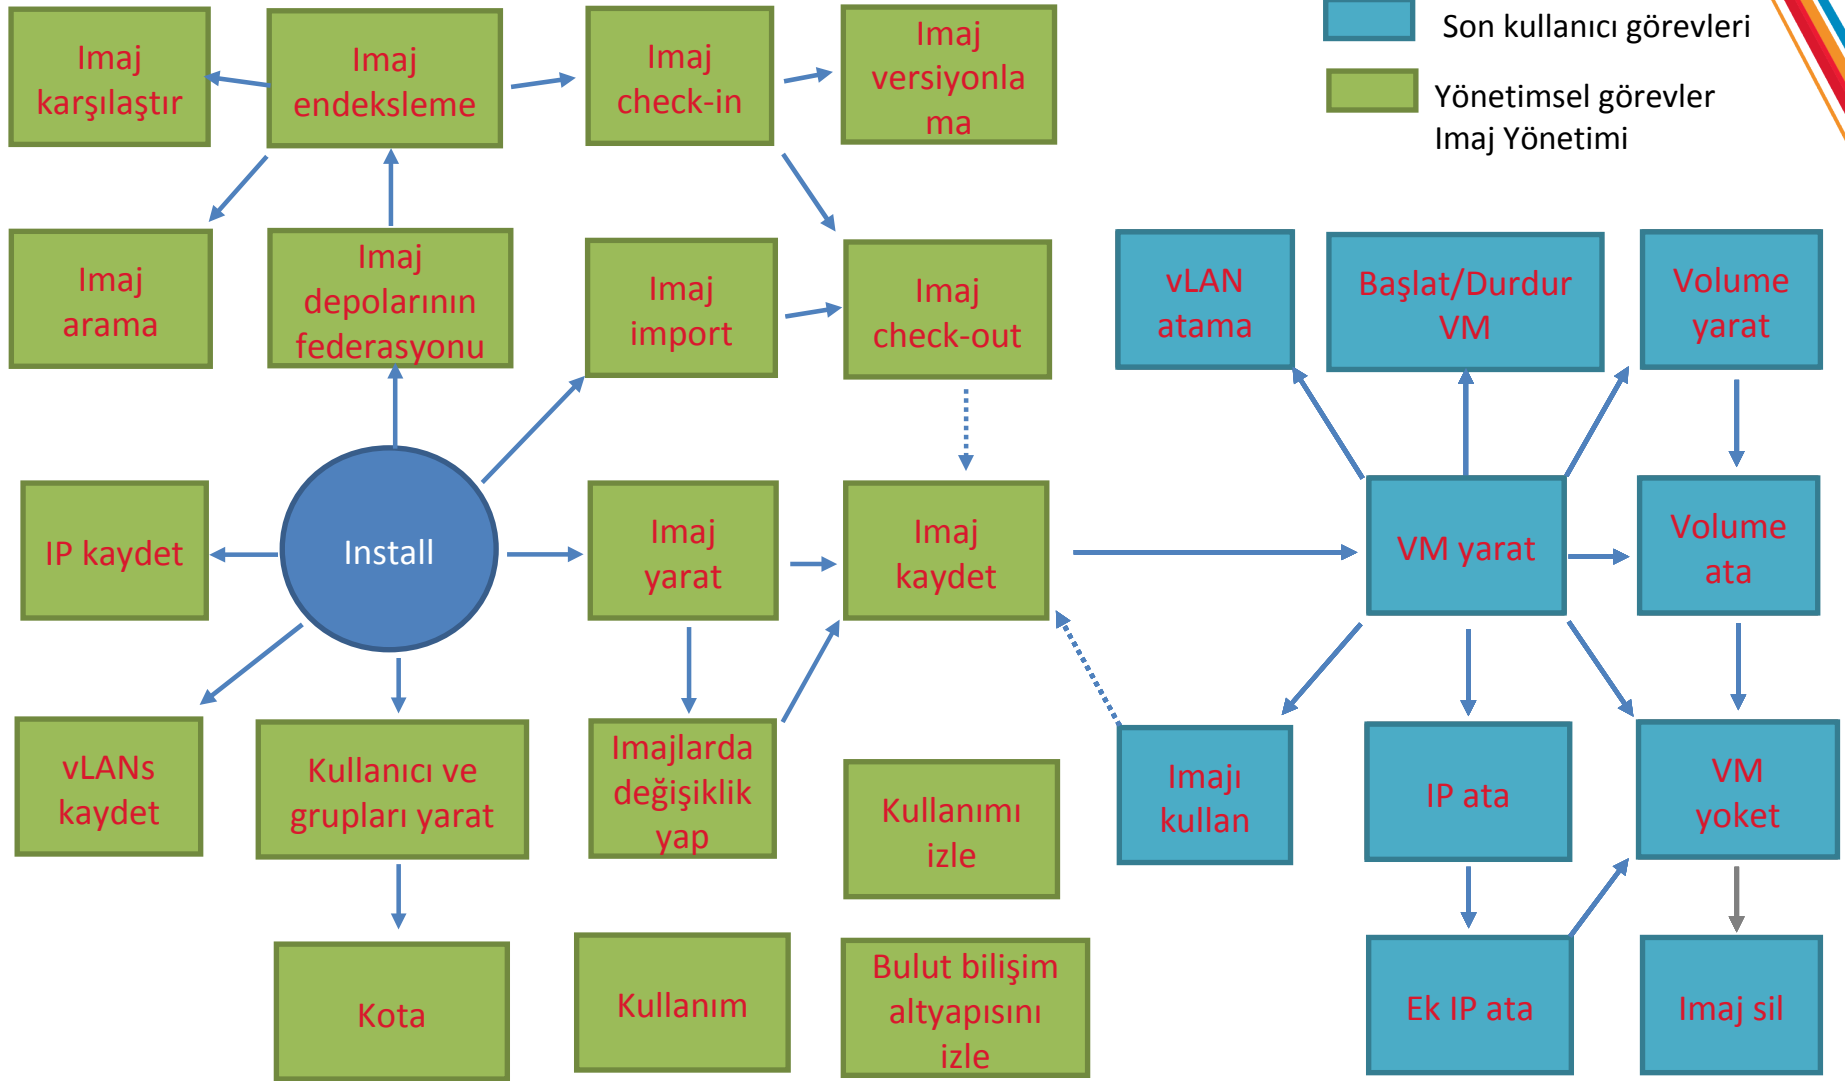 Imaj
karşılaştır
Imaj
endeksleme
Imaj
check-in
Imaj
versiyonla
ma
Son kullanıcı görevleri
Yönetimsel görevler
Imaj Yönetimi
Imaj
arama
Imaj
depolarının
federasyonu
Imaj
import
Imaj
check-out
vLAN
atama
Başlat/Durdur
VM
Volume
yarat
IP kaydet
Install
Imaj
yarat
Imaj
kaydet
VM yarat
Volume
ata
vLANs
kaydet
Kullanıcı ve
grupları yarat
Imajlarda
değişiklik
yap
Kullanımı
izle
Imajı
kullan
IP ata
VM
yoket
Kota
Kullanım
Bulut bilişim
altyapısını
izle
Ek IP ata
Imaj sil